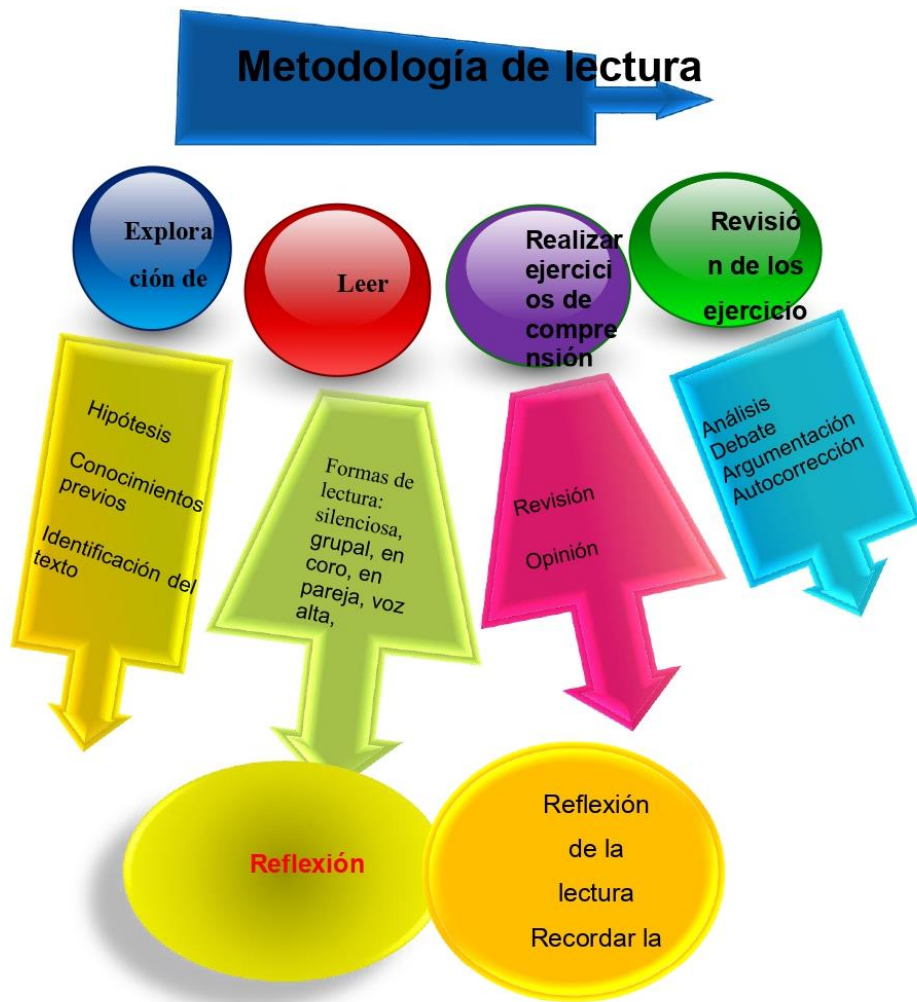 Metodología de lectura
Explora
ción de
Leer
Realizar
ejercici
os de
compre
nsión
Revisió
n de los
ejercicio
Hipótesis
Conocimientos
previos
Identificación del
texto
Formas de
lectura:
silenciosa,
grupal, en
coro, en
pareja, voz
alta,
Revisión
Opinión
Análisis
Debate
Argumentación
Autocorrección
Reflexión
Reflexión
de la
lectura
Recordar la